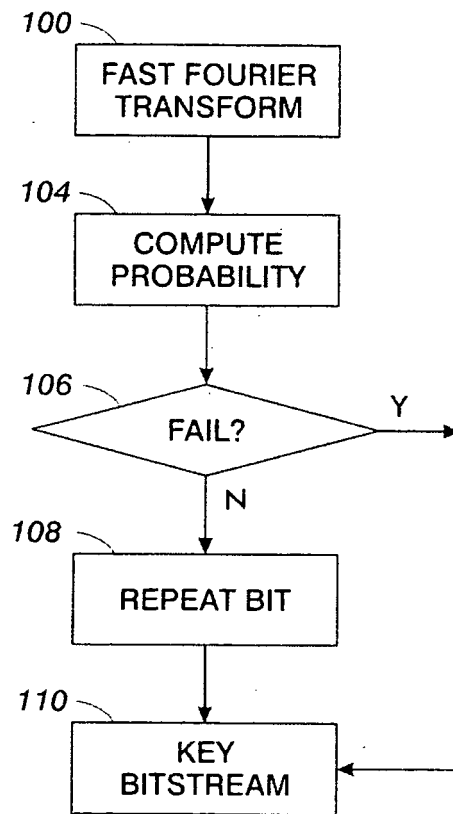 100
FAST FOURIER
TRANSFORM
104
COMPUTE
PROBABILITY
106
FAIL?
Y
N
108
REPEAT BIT
110
KEY
BITSTREAM